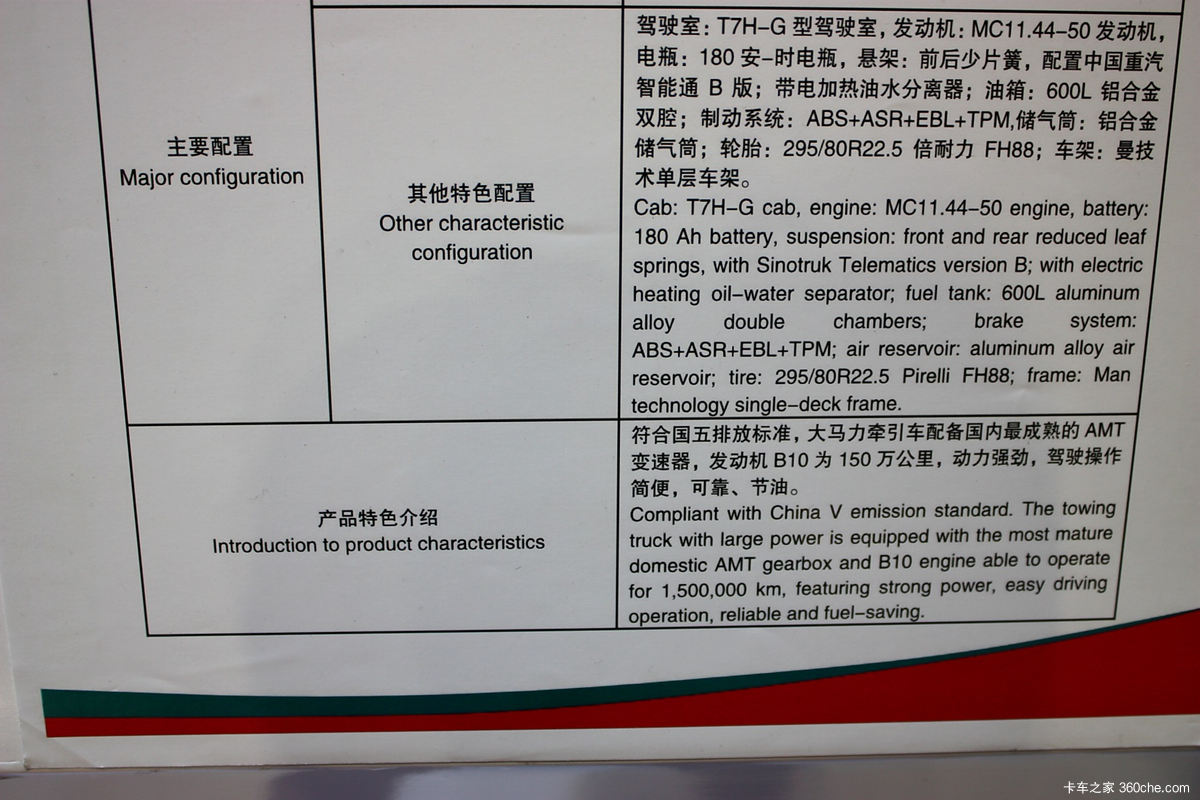 主要配置
Major configuration
其他特色配置
Other characteristic
configuration
驾驶室：T7H-G 型驾驶室，发动机：MC11.44-50 发动机，
电瓶：180 安-时电瓶，悬架：前后少片簧，配置中国重汽
智能通 B 版；带电加热油水分离器；油箱：600L 铝合金
双腔；制动系统：ABS+ASR+EBL+TPM,储气筒：铝合金
储气筒；轮胎：295/80R22.5 倍耐力 FH88；车架：曼技
术单层车架。
Cab: T7H-G cab, engine: MC11.44-50 engine, battery:
180 Ah battery, suspension: front and rear reduced leaf
springs, with Sinotruk Telematics version B; with electric
heating oil-water separator; fuel tank: 600L aluminum
alloy double chambers; brake system:
ABS+ASR+EBL+TPM; air reservoir: aluminum alloy air
reservoir; tire: 295/80R22.5 Pirelli FH88; frame: Man
technology single-deck frame.
产品特色介绍
Introduction to product characteristics
符合国五排放标准，大马力牵引车配备国内最成熟的 AMT
变速器，发动机 B10 为 150 万公里，动力强劲，驾驶操作
简便，可靠、节油。
Compliant with China V emission standard. The towing
truck with large power is equipped with the most mature
domestic AMT gearbox and B10 engine able to operate
for 1,500,000 km, featuring strong power, easy driving
operation, reliable and fuel-saving.
卡车之家 360che.com